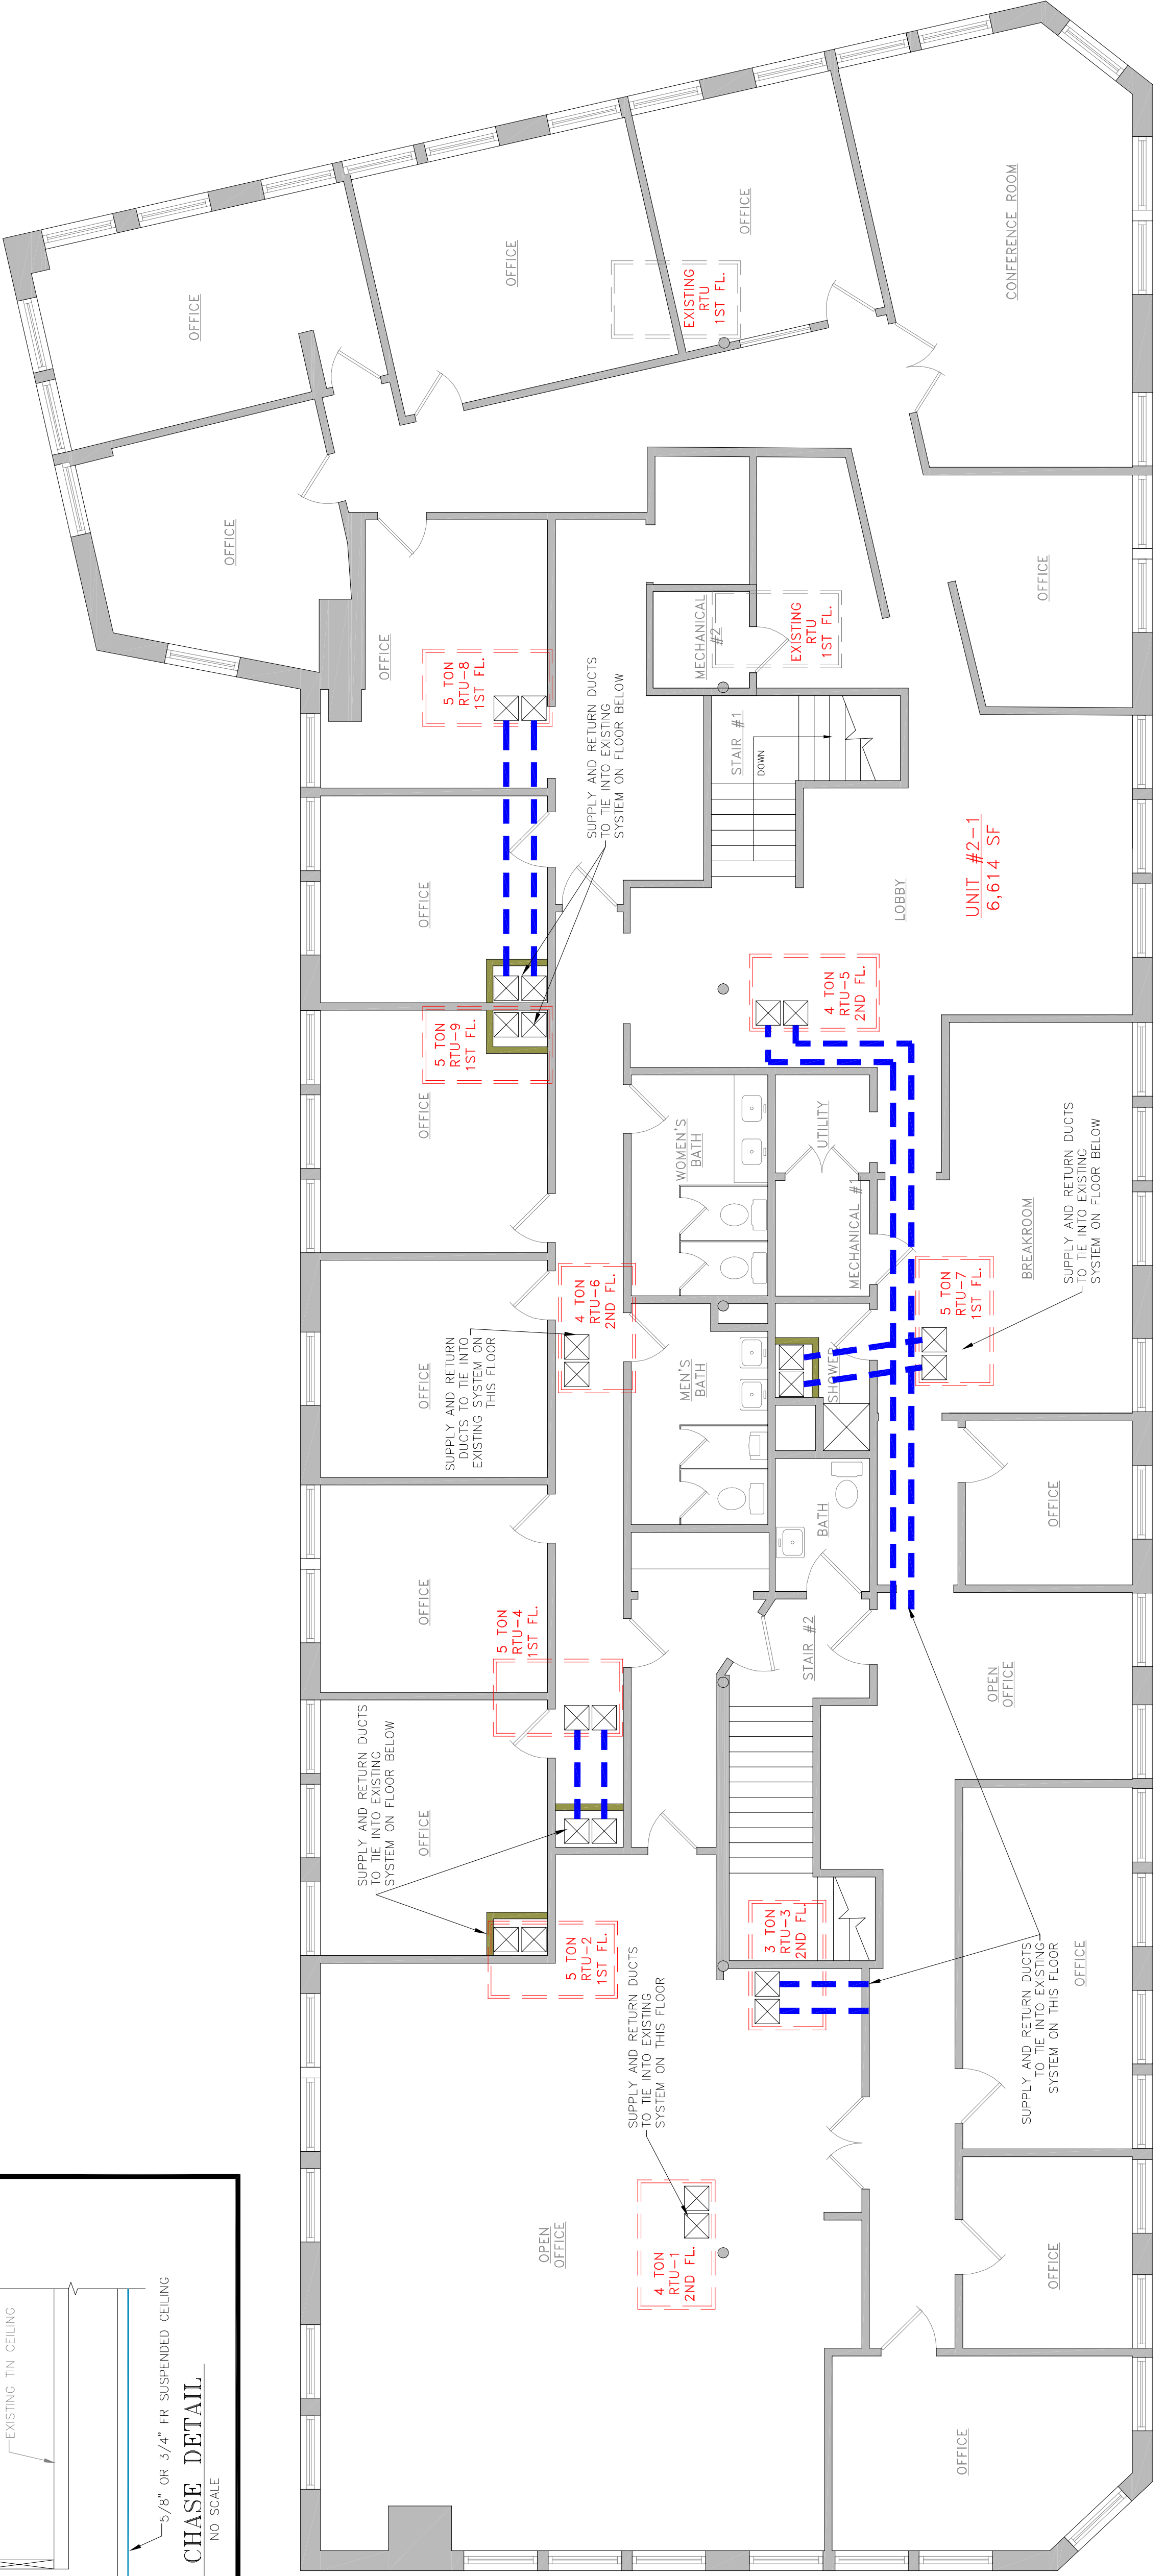 EXISTING TIN CEILING
5/8" OR 3/4" FR SUSPENDED CEILING
CHASE DETAIL
NO SCALE
OFFICE
OFFICE
OFFICE
OFFICE
CONFERENCE ROOM
EXISTING
RTU
1ST FL.
OFFICE
5 TON
RTU-8
1ST FL.
SUPPLY AND RETURN DUCTS
TO TIE INTO EXISTING
SYSTEM ON FLOOR BELOW
MECHANICAL
#2
EXISTING
RTU
1ST FL.
OFFICE
STAIR #1
DOWN
OFFICE
LOBBY
UNIT #2-1
6,614 SF
5 TON
RTU-9
1ST FL.
OFFICE
4 TON
RTU-5
2ND FL.
WOMEN'S
BATH
UTILITY
MECHANICAL #1
BREAKROOM
SUPPLY AND RETURN DUCTS
TO TIE INTO EXISTING
SYSTEM ON FLOOR BELOW
5 TON
RTU-7
1ST FL.
OFFICE
SUPPLY AND RETURN
DUCTS TO TIE INTO
EXISTING SYSTEM ON
THIS FLOOR
4 TON
RTU-6
2ND FL.
MEN'S
BATH
SHOWER
BATH
OFFICE
OFFICE
5 TON
RTU-4
1ST FL.
STAIR #2
OPEN
OFFICE
SUPPLY AND RETURN DUCTS
TO TIE INTO EXISTING
SYSTEM ON FLOOR BELOW
OFFICE
5 TON
RTU-2
1ST FL.
SUPPLY AND RETURN DUCTS
TO TIE INTO EXISTING
SYSTEM ON THIS FLOOR
3 TON
RTU-3
2ND FL.
SUPPLY AND RETURN DUCTS
TO TIE INTO EXISTING
SYSTEM ON THIS FLOOR
OFFICE
OPEN
OFFICE
4 TON
RTU-1
2ND FL.
OFFICE
OFFICE